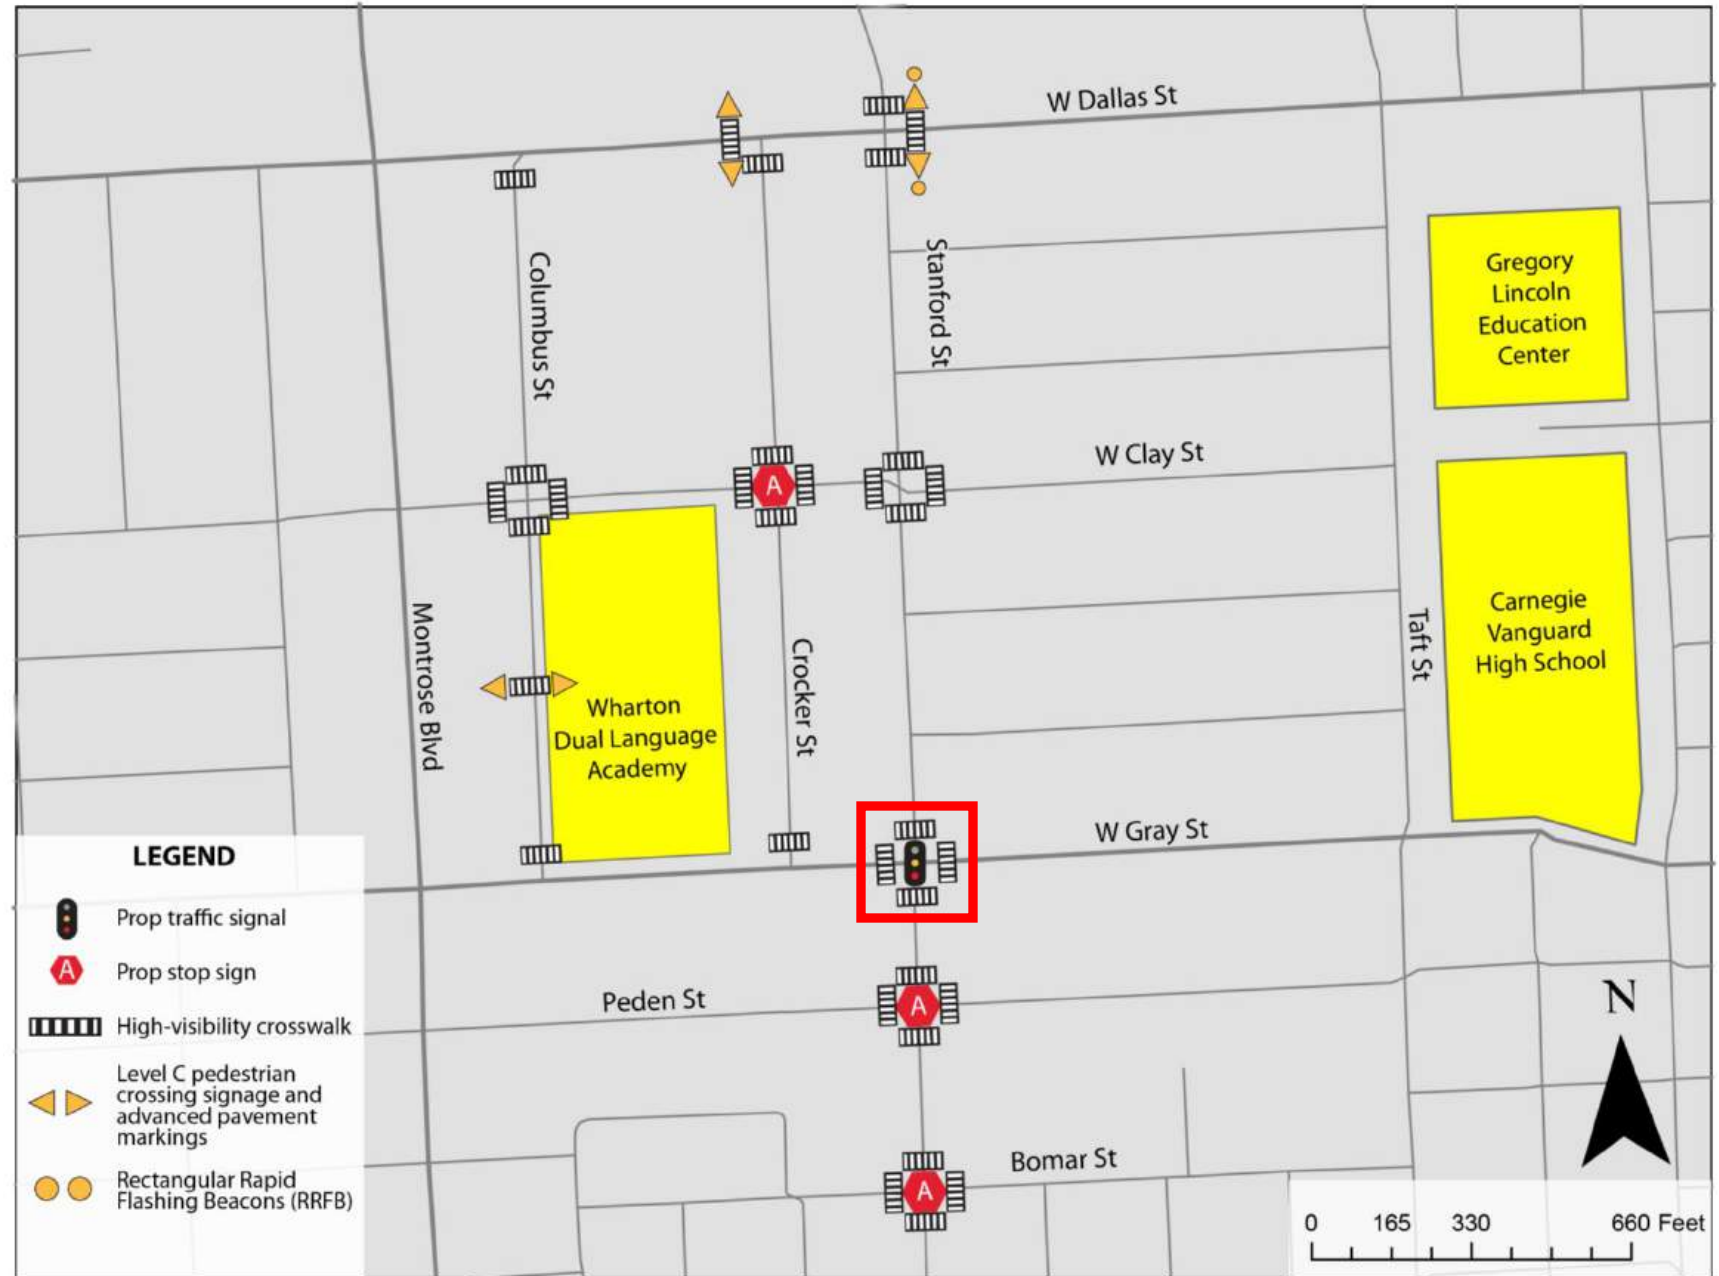 W Dallas St
Columbus St
Stanford St
Gregory
Lincoln
Education
Center
W Clay St
A
Montrose Blvd
Crocker St
Taft St
Wharton
Dual Language
Academy
Carnegie
Vanguard
High School
W Gray St
LEGEND
Prop traffic signal
A
Prop stop sign
High-visibility crosswalk
Level C pedestrian
crossing signage and
advanced pavement
markings
Rectangular Rapid
Flashing Beacons (RRFB)
Peden St
A
Bomar St
A
N
0 165 330 660 Feet